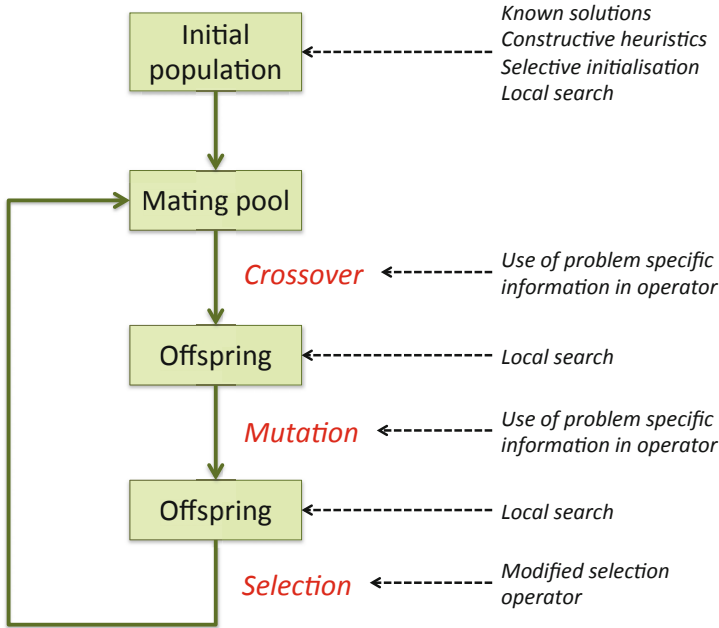 Initial
population
Known solutions
Constructive heuristics
Selective initialisation
Local search
Mating pool
Crossover
Use of problem specific
information in operator
Offspring
Local search
Mutation
Use of problem specific
information in operator
Offspring
Local search
Selection
Modified selection
operator